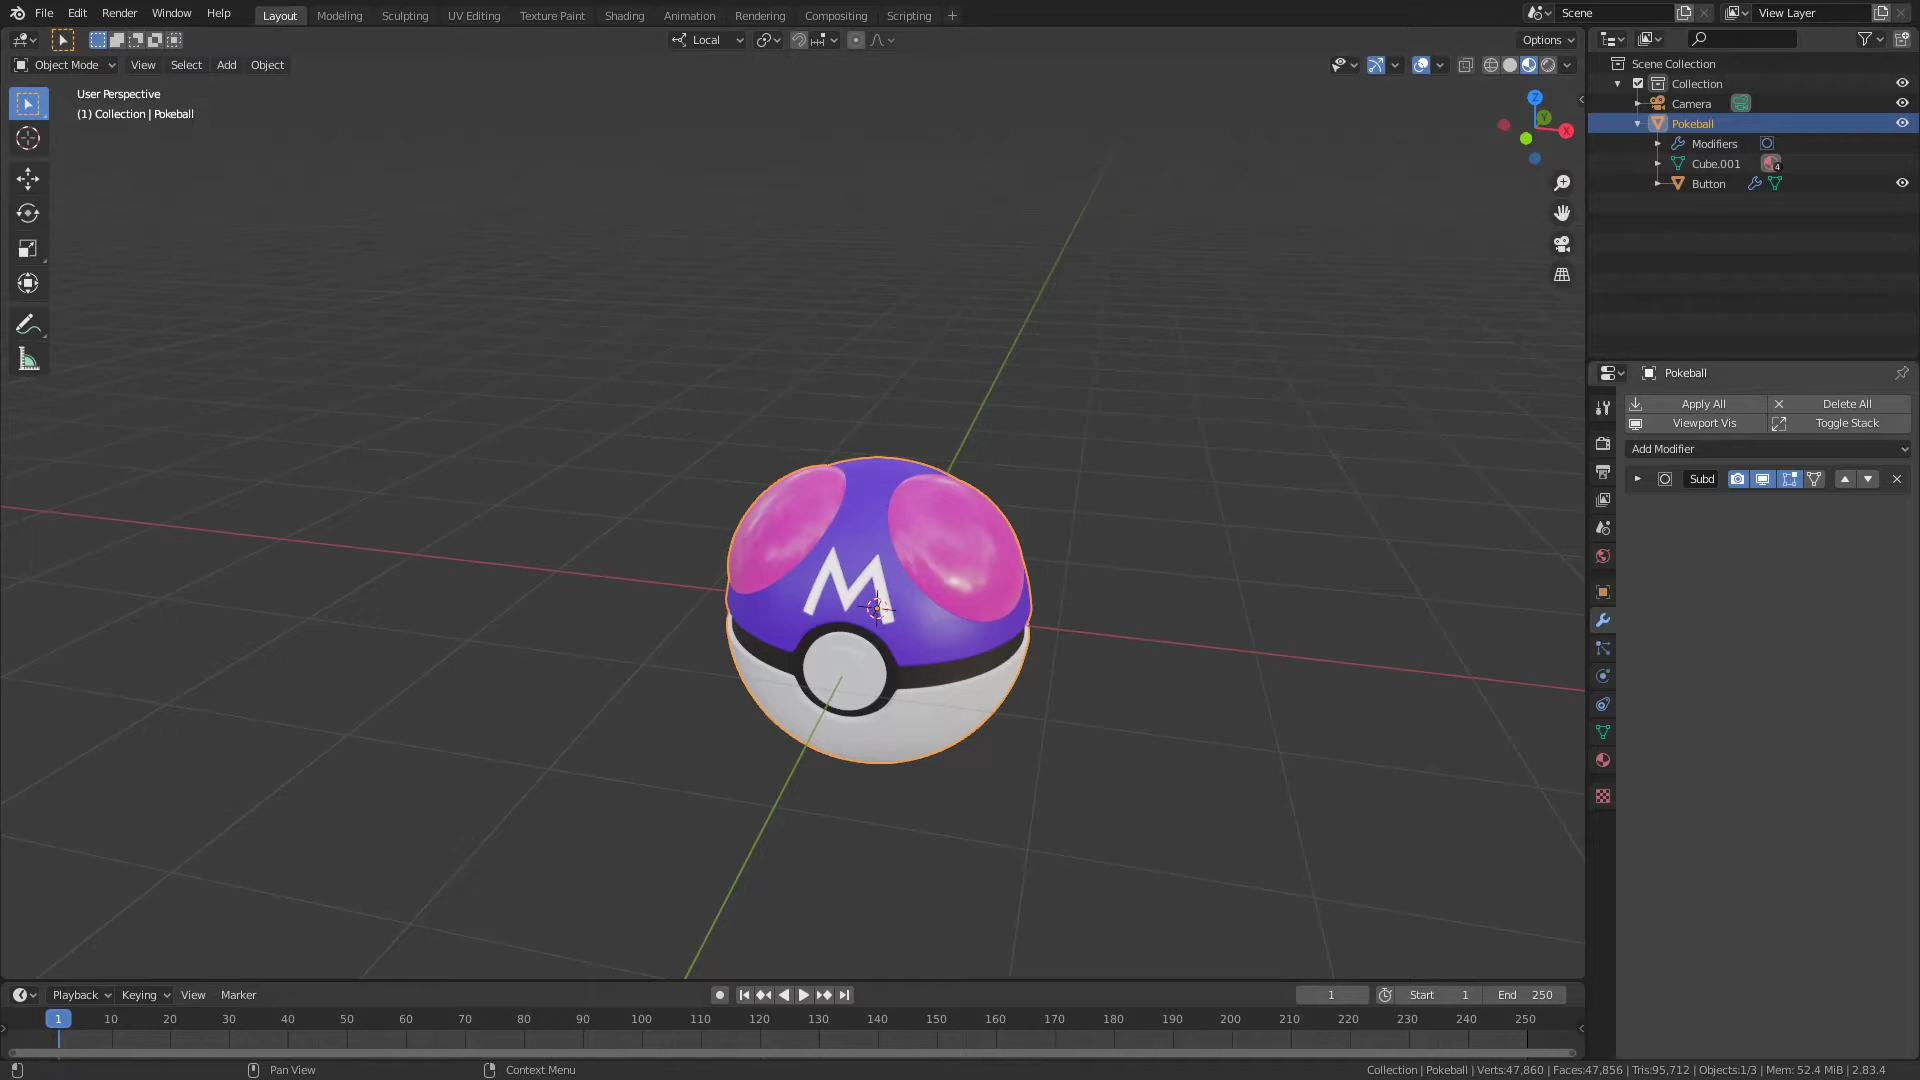 File Edit Render Window Help Layout Modeling Sculpting UV Editing Texture Paint Shading Animation Rendering Compositing Scripting + Scene View Layer
Local Options
Object Mode View Select Add Object
User Perspective
(1) Collection | Pokeball
Z
Y
X
M
Scene Collection
Collection
Camera
Pokeball
Modifiers
Cube.001 4
Button
Pokeball
Apply All Delete All
Viewport Vis Toggle Stack
Add Modifier
Subd
Playback Keying View Marker 1 Start 1 End 250
1 10 20 30 40 50 60 70 80 90 100 110 120 130 140 150 160 170 180 190 200 210 220 230 240 250
Pan View Context Menu Collection | Pokeball | Verts:47,860 | Faces:47,856 | Tris:95,712 | Objects:1/3 | Mem: 52.4 MiB | 2.83.4